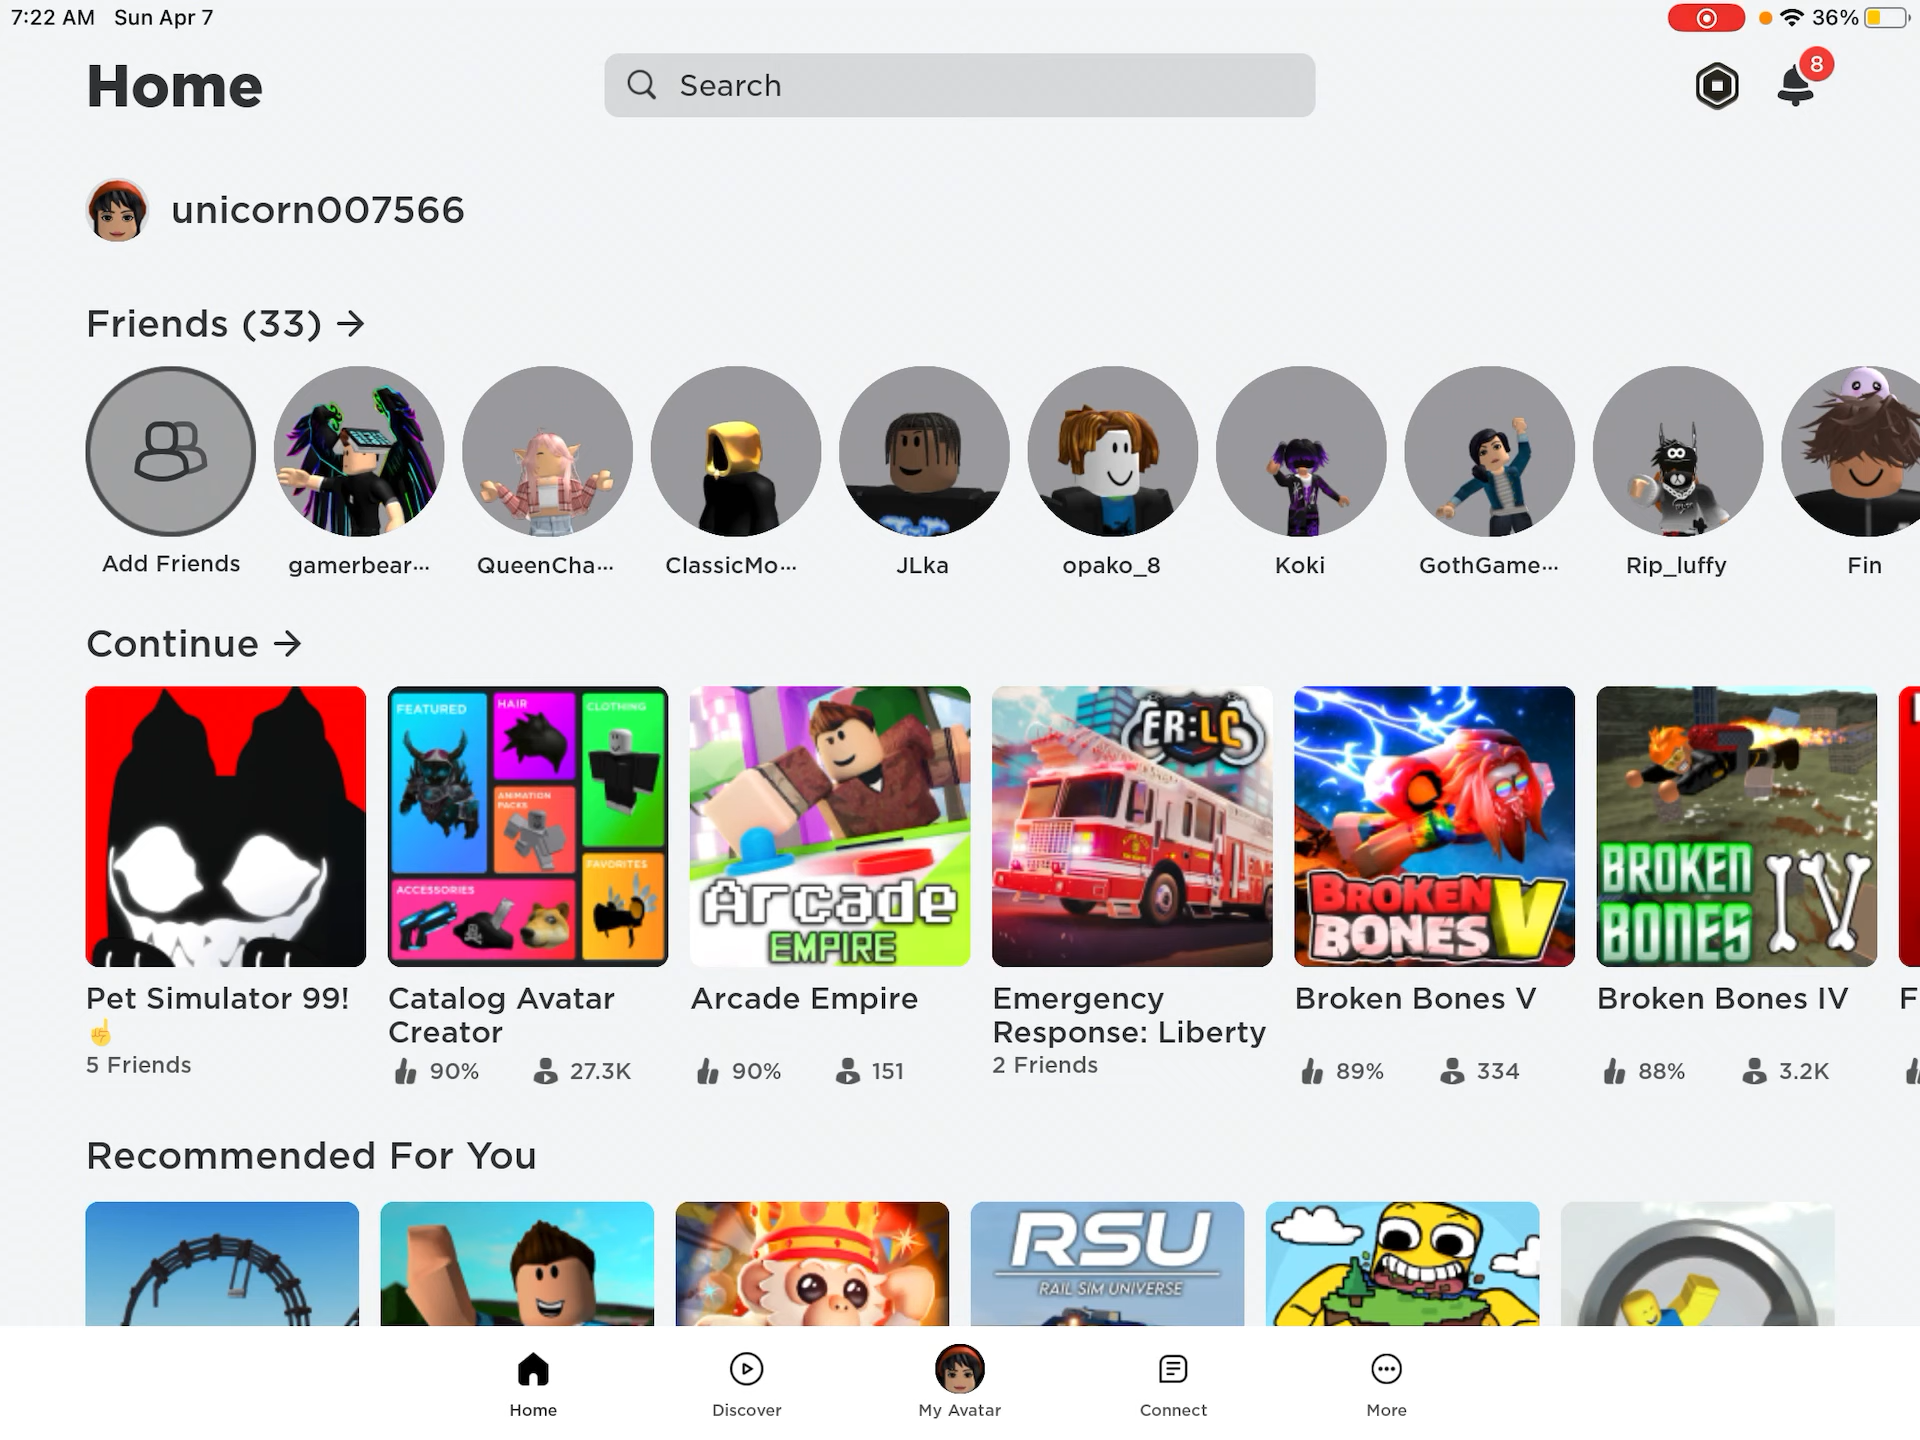 7:22 AM Sun Apr 7
36%
Home
Search
8
unicorn007566
Friends (33) →
Add Friends
gamerbear...
QueenCha...
ClassicMo...
JLka
opako_8
Koki
GothGame...
Rip_luffy
Fin
Continue →
FEATURED
HAIR
CLOTHING
ANIMATION
PACKS
FAVORITES
ACCESSORIES
Arcade
EMPIRE
ER:LC
BROKEN
BONES V
BROKEN
BONES IV
Pet Simulator 99!
☝️
5 Friends
Catalog Avatar
Creator
90% 27.3K
Arcade Empire
90% 151
Emergency
Response: Liberty
2 Friends
Broken Bones V
89% 334
Broken Bones IV
88% 3.2K
F
Recommended For You
RSU
RAIL SIM UNIVERSE
Home
Discover
My Avatar
Connect
More